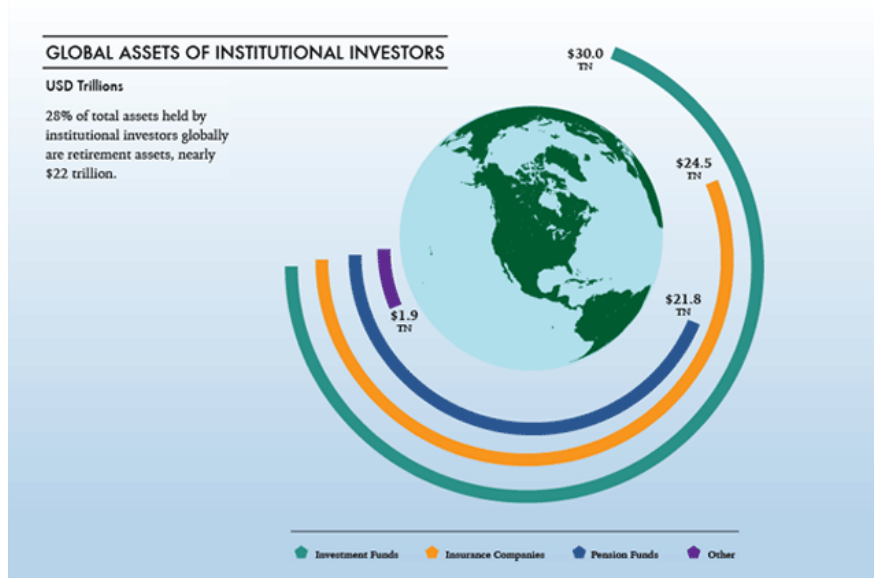 GLOBAL ASSETS OF INSTITUTIONAL INVESTORS
USD Trillions
28% of total assets held by
institutional investors globally
are retirement assets, nearly
$22 trillion.
$30.0
TN
$24.5
TN
$21.8
TN
$1.9
TN
Investment Funds
Insurance Companies
Pension Funds
Other